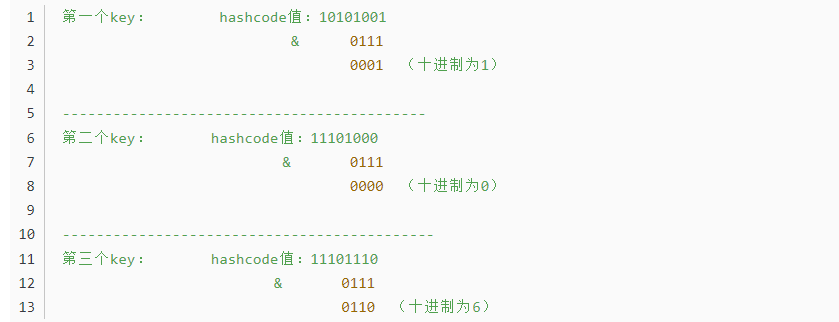 1 第一个key:        hashcode值：10101001
2                           &      0111
3                                  0001  （十进制为1）
4
5 -------------------------------------------
6 第二个key:       hashcode值：11101000
7                          &       0111
8                                  0000  （十进制为0）
9
10 --------------------------------------------
11 第三个key:       hashcode值：11101110
12                         &       0111
13                                 0110  （十进制为6）